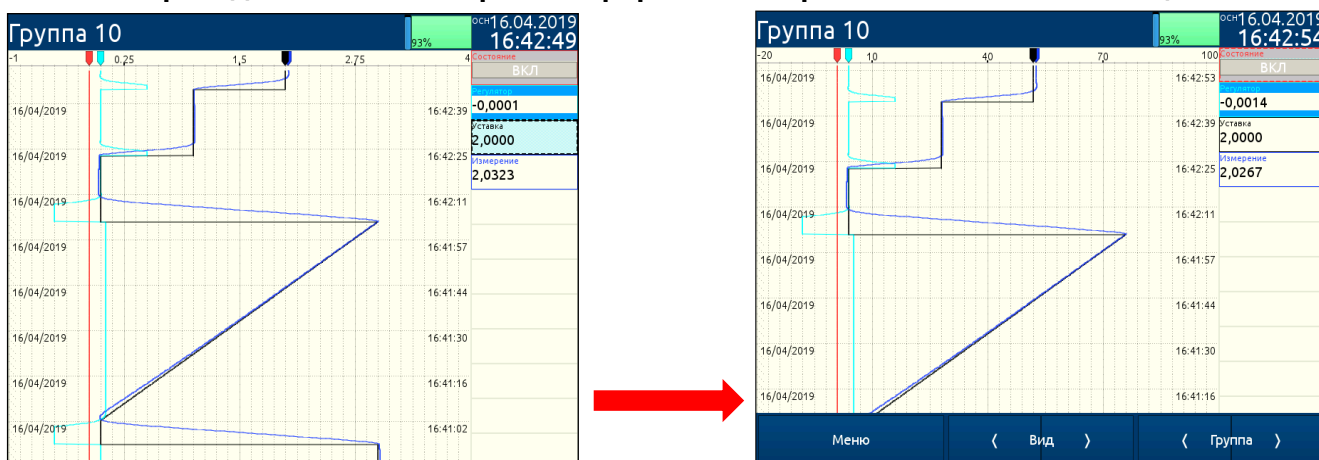 Группа 10
93%
осн16.04.2019
16:42:49
-1 0.25 1,5 2.75 4
Состояние
ВКЛ
Регулятор
-0,0001
Уставка
2,0000
Измерение
2,0323
16/04/2019 16:42:39
16/04/2019 16:42:25
16/04/2019 16:42:11
16/04/2019 16:41:57
16/04/2019 16:41:44
16/04/2019 16:41:30
16/04/2019 16:41:16
16/04/2019 16:41:02
Группа 10
93%
осн16.04.2019
16:42:54
-20 10 40 70 100
Состояние
ВКЛ
Регулятор
-0,0014
Уставка
2,0000
Измерение
2,0267
16/04/2019 16:42:53
16/04/2019 16:42:39
16/04/2019 16:42:25
16/04/2019 16:42:11
16/04/2019 16:41:57
16/04/2019 16:41:44
16/04/2019 16:41:30
16/04/2019 16:41:16
Меню ⟨ Вид ⟩ ⟨ Группа ⟩